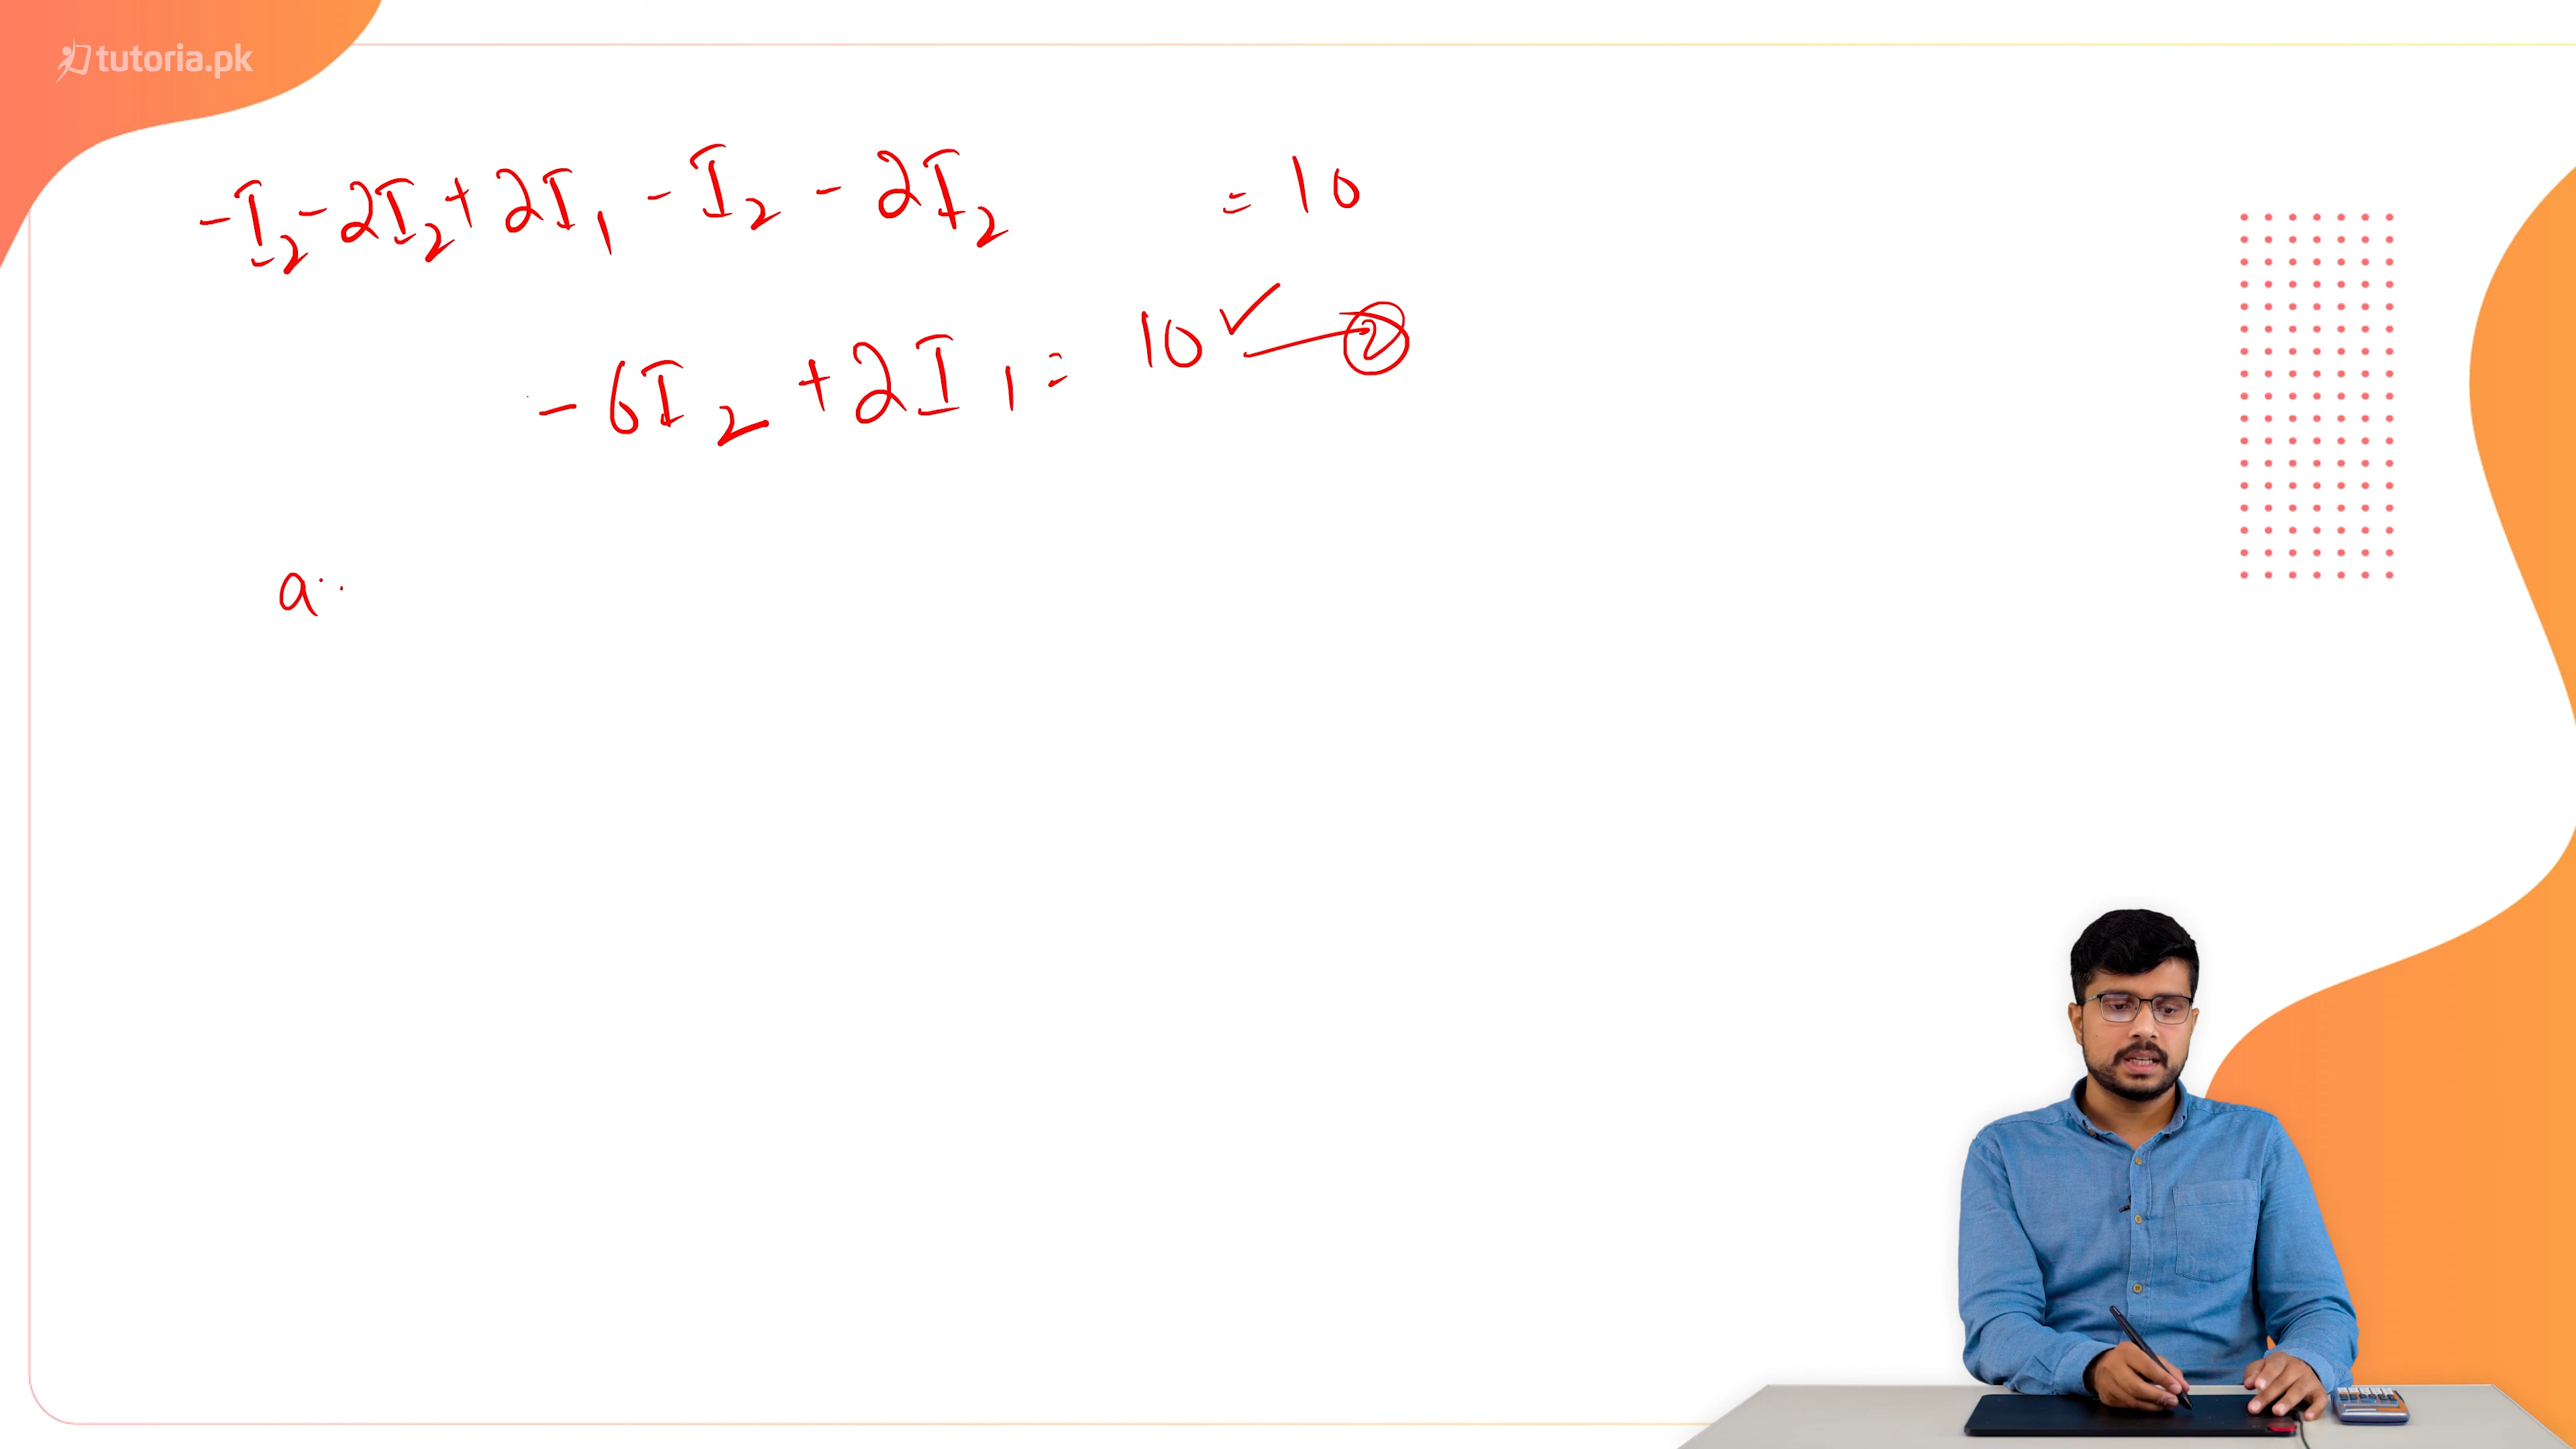 tutoria.pk
-I₂-2I₂+2I₁-I₂-2I₂ =10
-6I₂+2I₁= 10 ✓ — ②
a